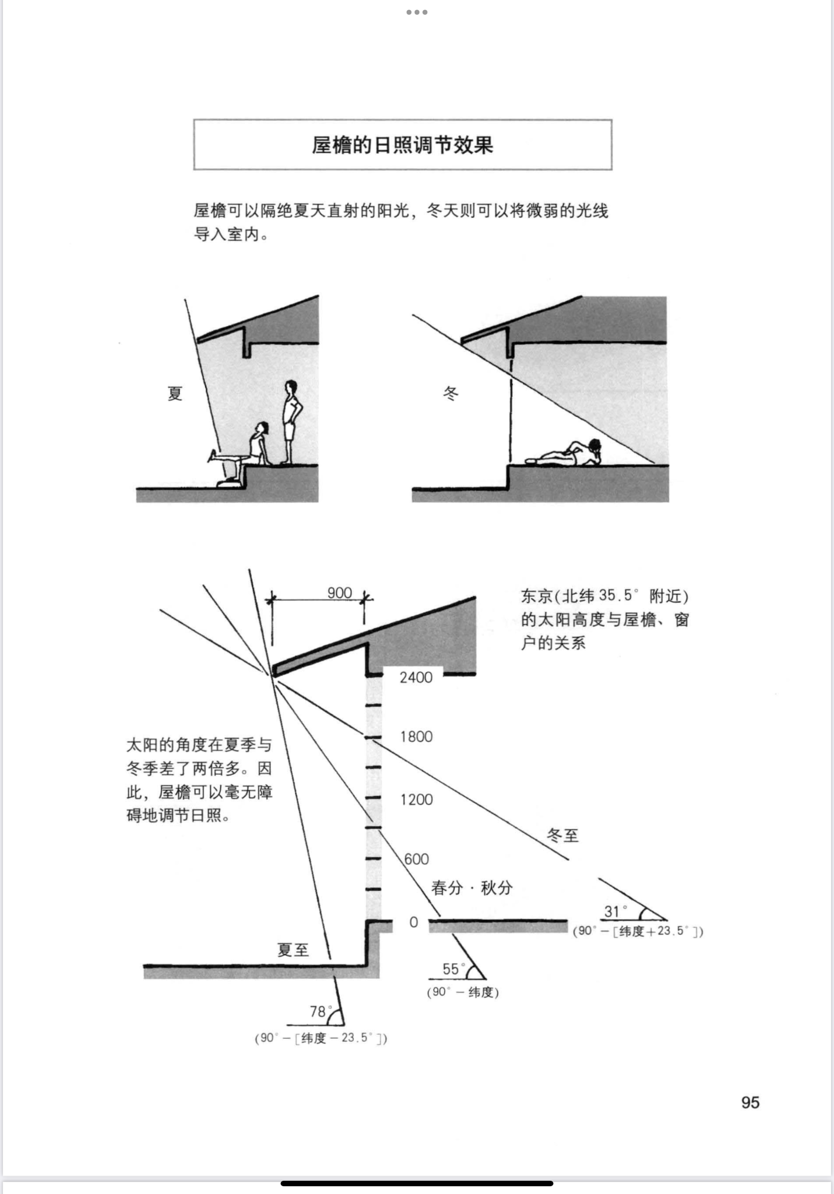 屋檐的日照调节效果
屋檐可以隔绝夏天直射的阳光，冬天则可以将微弱的光线
导入室内。
夏
冬
900
东京(北纬35.5°附近)
的太阳高度与屋檐、窗
户的关系
2400
太阳的角度在夏季与
冬季差了两倍多。因
此，屋檐可以毫无障
碍地调节日照。
1800
1200
冬至
600
春分·秋分
0
31°
(90°－[纬度＋23.5°])
夏至
55°
(90°－纬度)
78°
(90°－[纬度－23.5°])
95